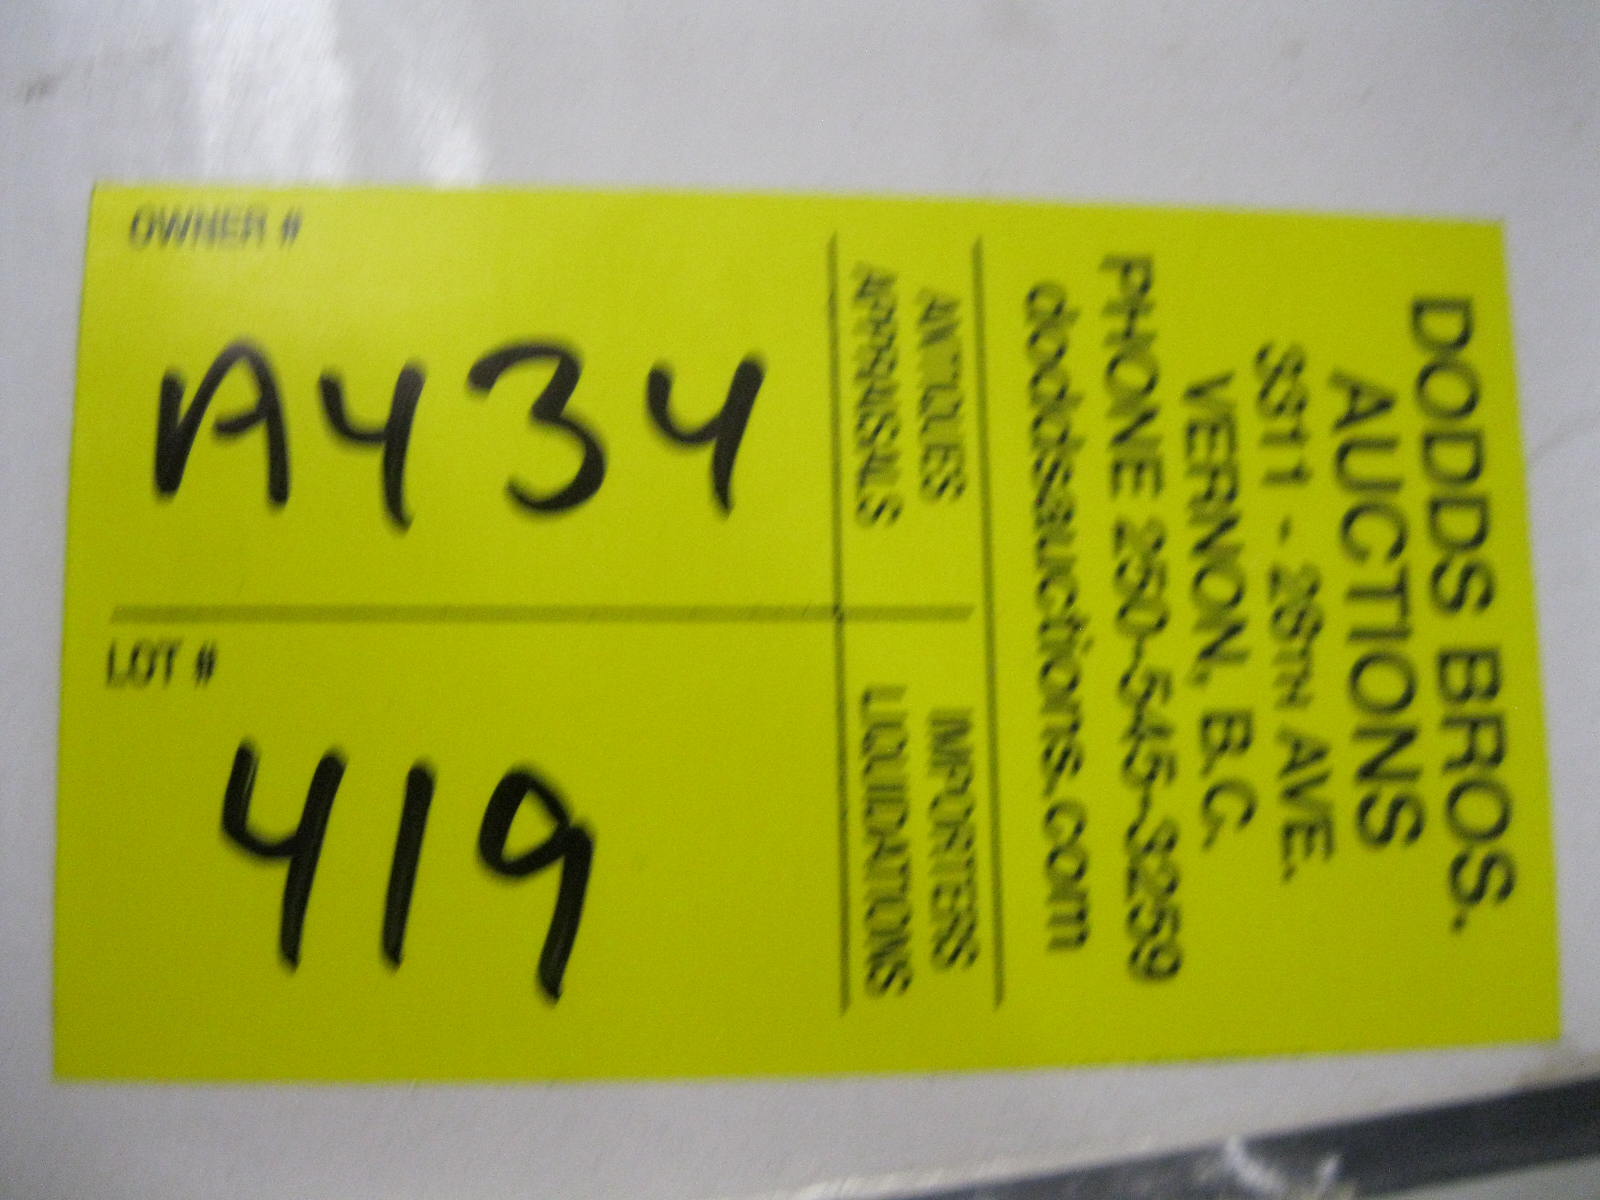 OWNER #
A434
LOT #
419
ANTIQUES
APPRAISALS
IMPORTERS
LIQUIDATIONS
DODDS BROS.
AUCTIONS
3311 - 28TH AVE.
VERNON, B.C.
PHONE 250-545-3259
doddsauctions.com